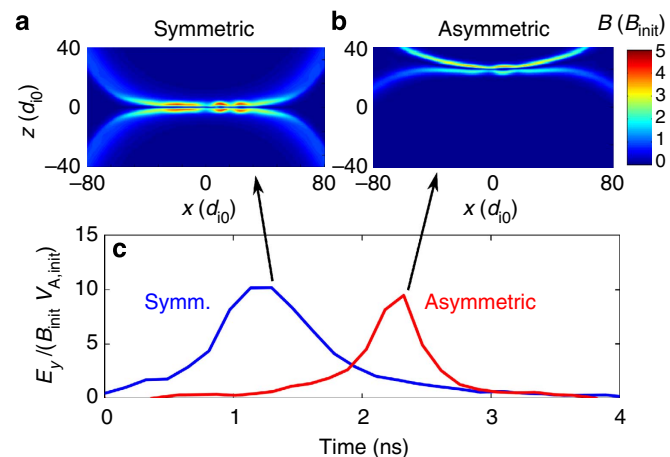 a Symmetric b Asymmetric B (B_init)
40 40 5
4
z (d_i0) 0 0 3
2
1
−40 −40 0
−80 0 80 −80 0 80
x (d_i0) x (d_i0)
15 c
10 Symm. Asymmetric
E_y /(B_init V_A,init)
5
0
0 1 2 3 4
Time (ns)